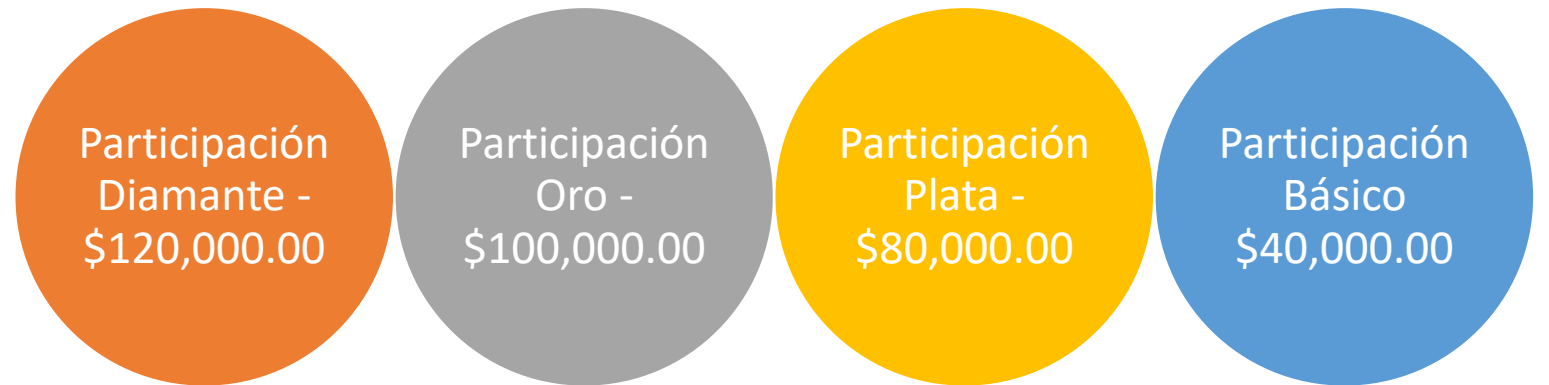 Participación
Diamante -
$120,000.00
Participación
Oro -
$100,000.00
Participación
Plata -
$80,000.00
Participación
Básico
$40,000.00